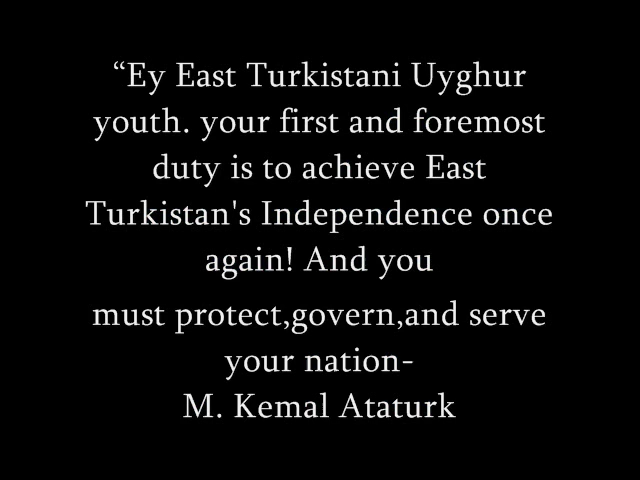 “Ey East Turkistani Uyghur
youth. your first and foremost
duty is to achieve East
Turkistan's Independence once
again! And you
must protect,govern,and serve
your nation-
M. Kemal Ataturk